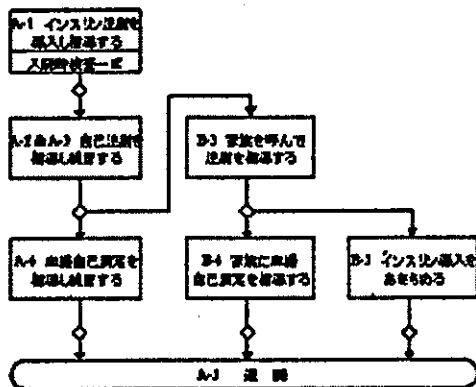 A-1 インスリン注射を
導入し指導する
入院時検査一式
自己注射を
指導し練習する
B-3 家族を呼んで
注射を指導する
A-4 血糖自己測定を
指導し練習する
B-4 家族に血糖
自己測定を指導する
インスリン導入を
あきらめる
退院